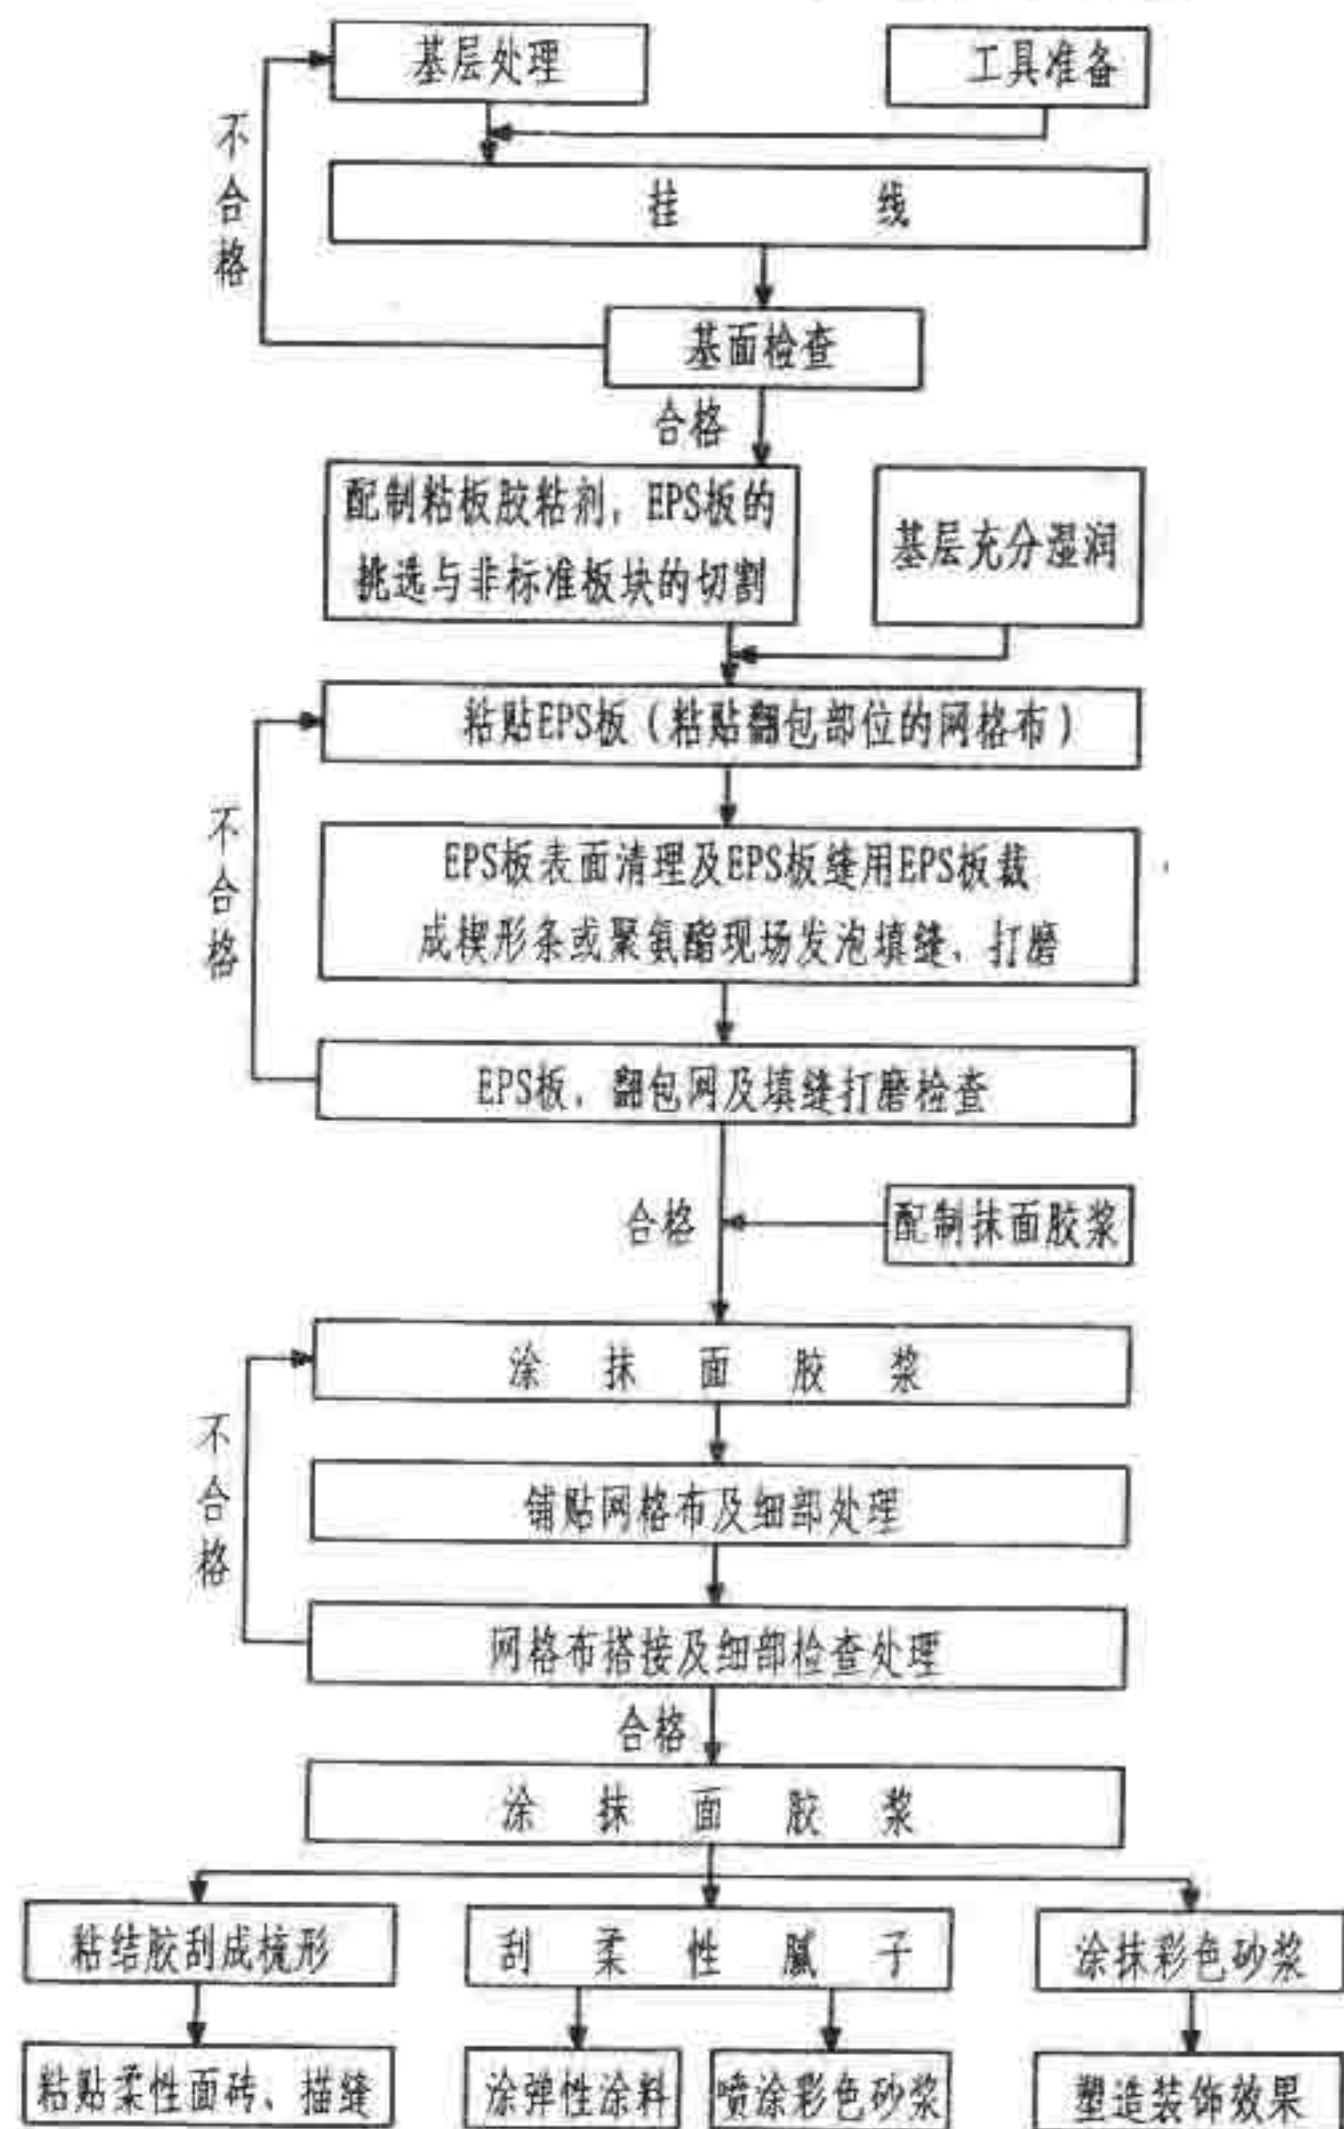 基层处理
工具准备
不合格
挂线
基面检查
合格
配制粘板胶粘剂，EPS板的
挑选与非标准板块的切割
基层充分湿润
粘贴EPS板（粘贴翻包部位的网格布）
不合格
EPS板表面清理及EPS板缝用EPS板裁
成楔形条或聚氨酯现场发泡填缝、打磨
EPS板、翻包网及填缝打磨检查
合格
配制抹面胶浆
涂抹面胶浆
不合格
铺贴网格布及细部处理
网格布搭接及细部检查处理
合格
涂抹面胶浆
粘结胶刮成梳形
刮柔性腻子
涂抹彩色砂浆
粘贴柔性面砖、描缝
涂弹性涂料
喷涂彩色砂浆
塑造装饰效果